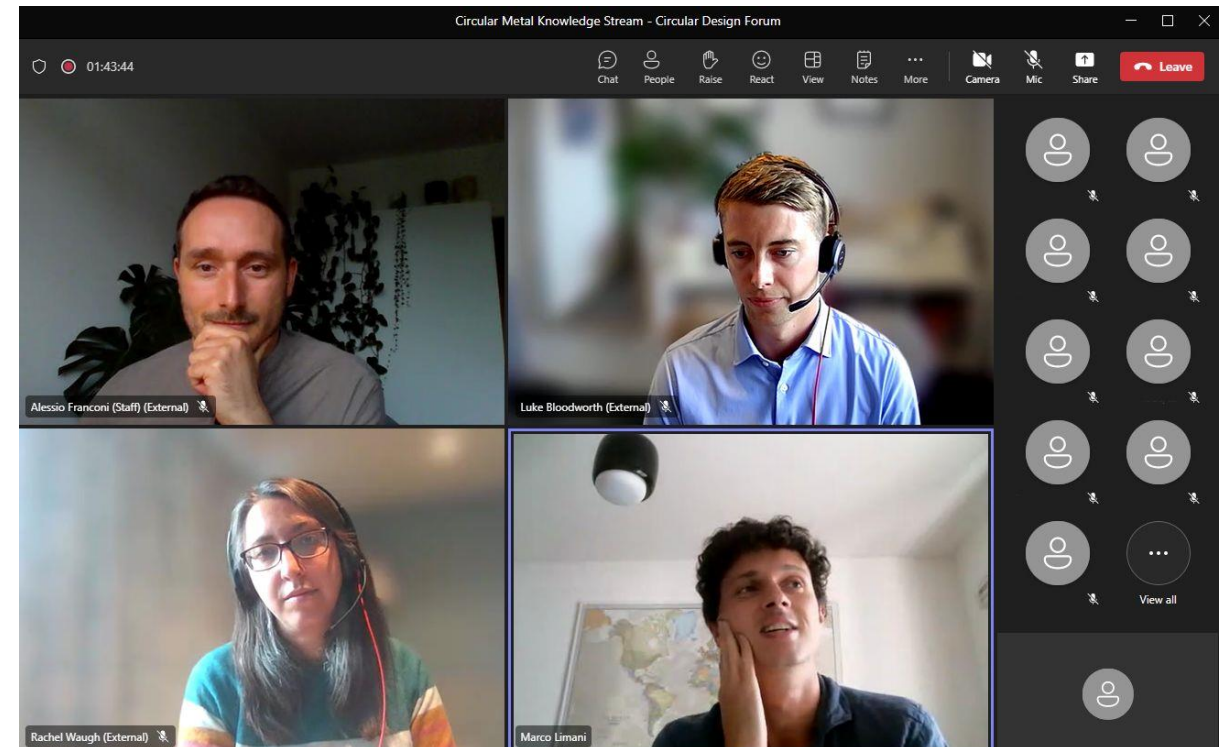 Circular Metal Knowledge Stream - Circular Design Forum
01:43:44
Chat People Raise React View Notes More Camera Mic Share Leave
Alessio Franconi (Staff) (External)
Luke Bloodworth (External)
View all
Rachel Waugh (External)
Marco Limani